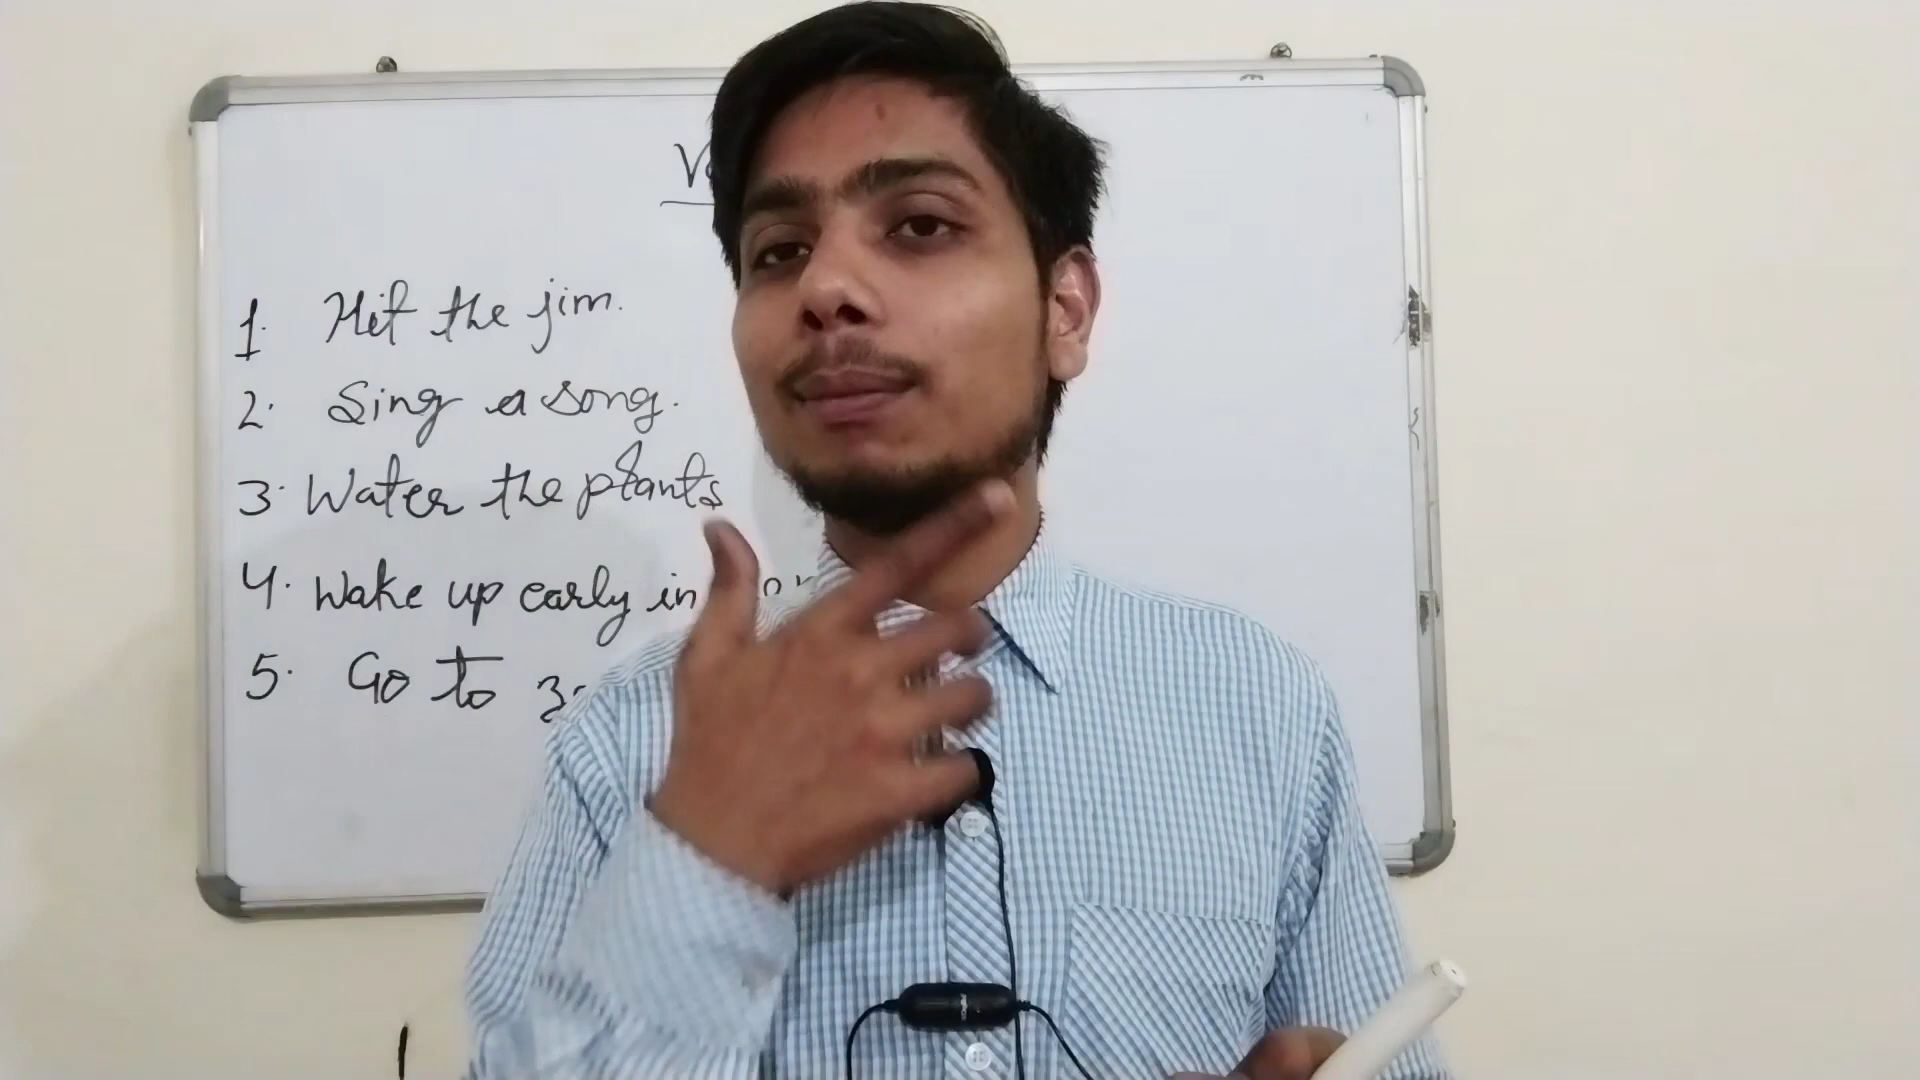 1. Hit the jim.
2. Sing a song.
3. Water the plants
4. Wake up early in
5. Go to